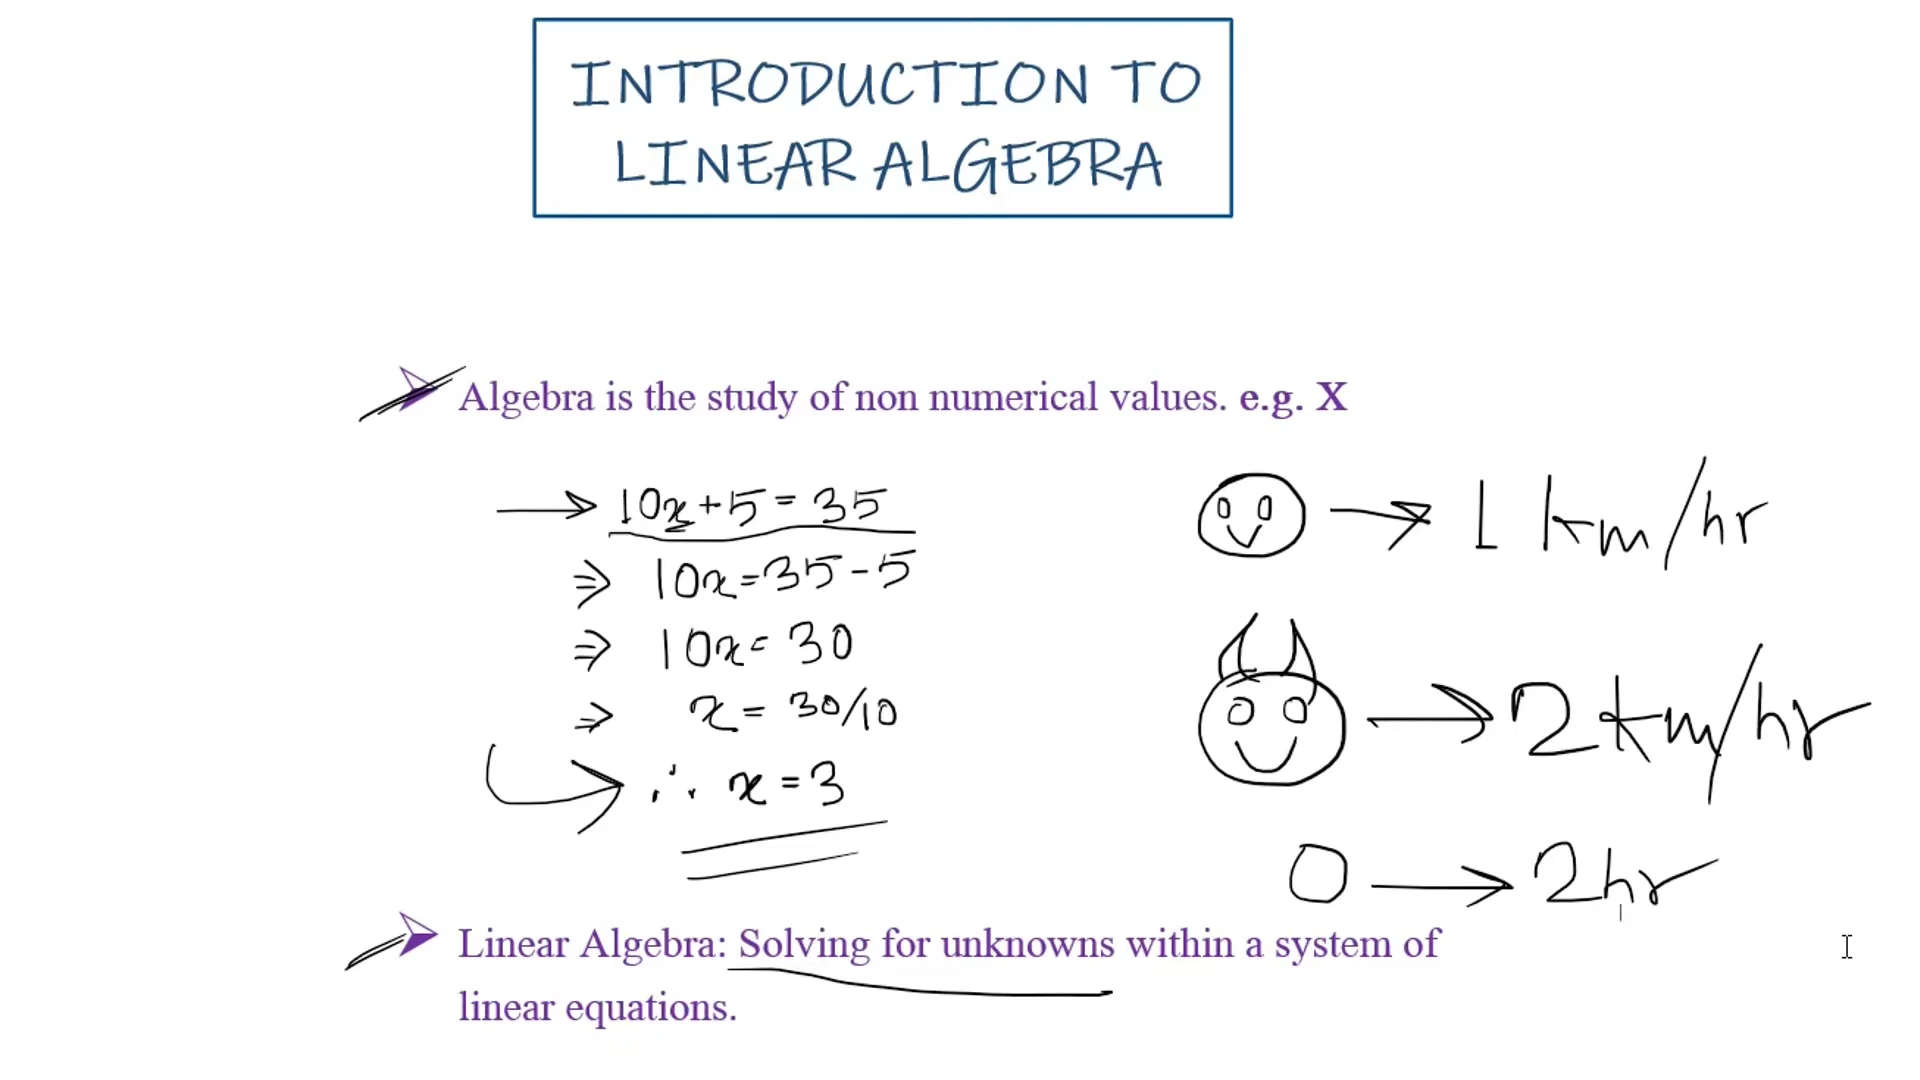 INTRODUCTION TO
LINEAR ALGEBRA
Algebra is the study of non numerical values. e.g. X
→ 10x+5=35
⇒ 10x=35-5
⇒ 10x=30
⇒ x=30/10
∴ x=3
→ 1 km/hr
→ 2 km/hr
→ 2hr
Linear Algebra: Solving for unknowns within a system of
linear equations.